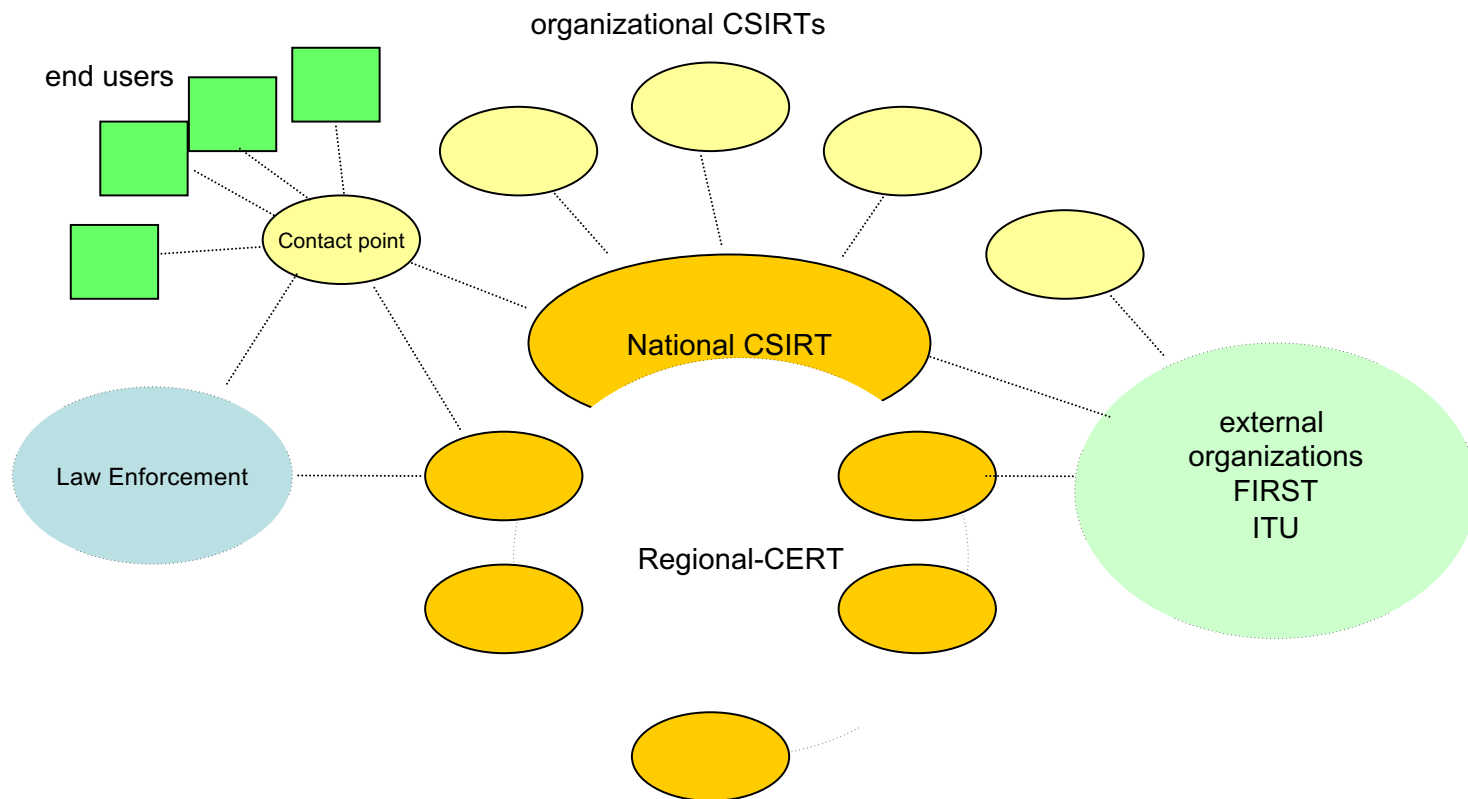 organizational CSIRTs
end users
Contact point
National CSIRT
Law Enforcement
external
organizations
FIRST
ITU
Regional-CERT